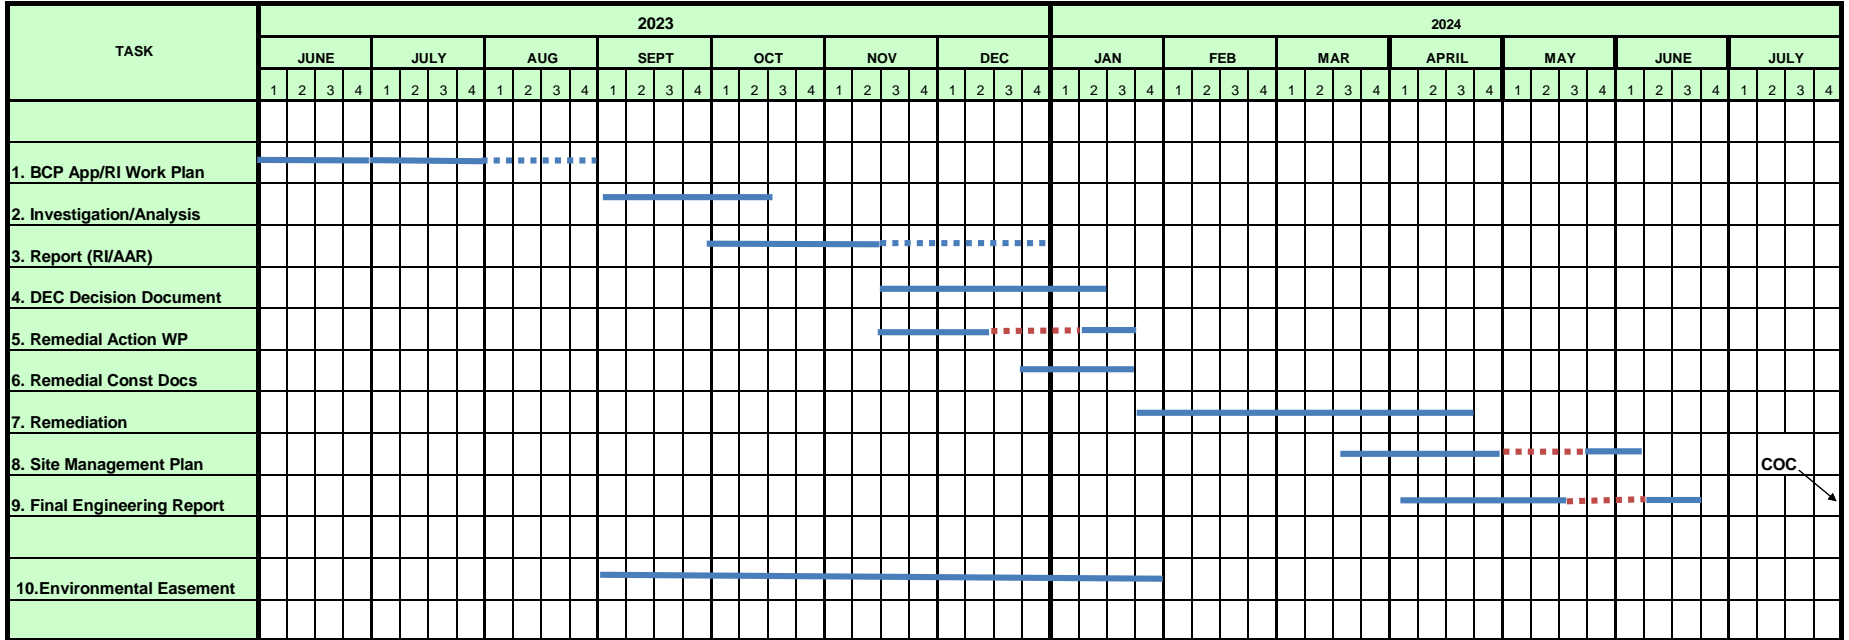 2023 2024
TASK
JUNE JULY AUG SEPT OCT NOV DEC JAN FEB MAR APRIL MAY JUNE JULY
1 2 3 4 1 2 3 4 1 2 3 4 1 2 3 4 1 2 3 4 1 2 3 4 1 2 3 4 1 2 3 4 1 2 3 4 1 2 3 4 1 2 3 4 1 2 3 4 1 2 3 4 1 2 3 4
1. BCP App/RI Work Plan
2. Investigation/Analysis
3. Report (RI/AAR)
4. DEC Decision Document
5. Remedial Action WP
6. Remedial Const Docs
7. Remediation
8. Site Management Plan
COC
9. Final Engineering Report
10.Environmental Easement